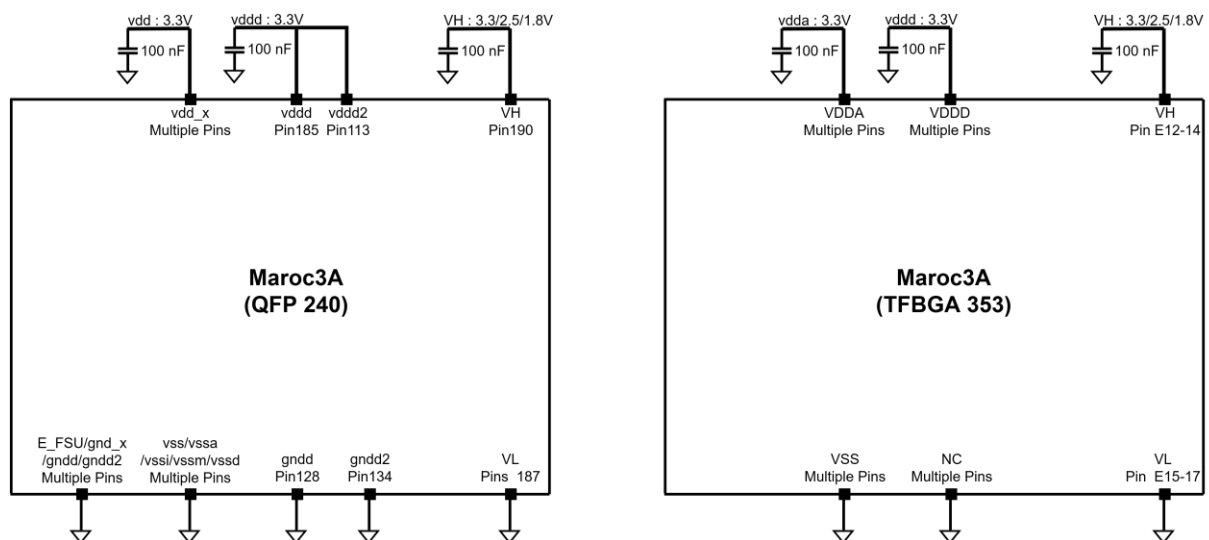 vdd : 3.3V
vddd : 3.3V
VH : 3.3/2.5/1.8V
100 nF
100 nF
100 nF
vdd_x
Multiple Pins
vddd
Pin185
vddd2
Pin113
VH
Pin190
Maroc3A
(QFP 240)
E_FSU/gnd_x
/gndd/gndd2
Multiple Pins
vss/vssa
/vssi/vssm/vssd
Multiple Pins
gndd
Pin128
gndd2
Pin134
VL
Pins 187
vdda : 3.3V
vddd : 3.3V
VH : 3.3/2.5/1.8V
100 nF
100 nF
100 nF
VDDA
Multiple Pins
VDDD
Multiple Pins
VH
Pin E12-14
Maroc3A
(TFBGA 353)
VSS
Multiple Pins
NC
Multiple Pins
VL
Pin E15-17